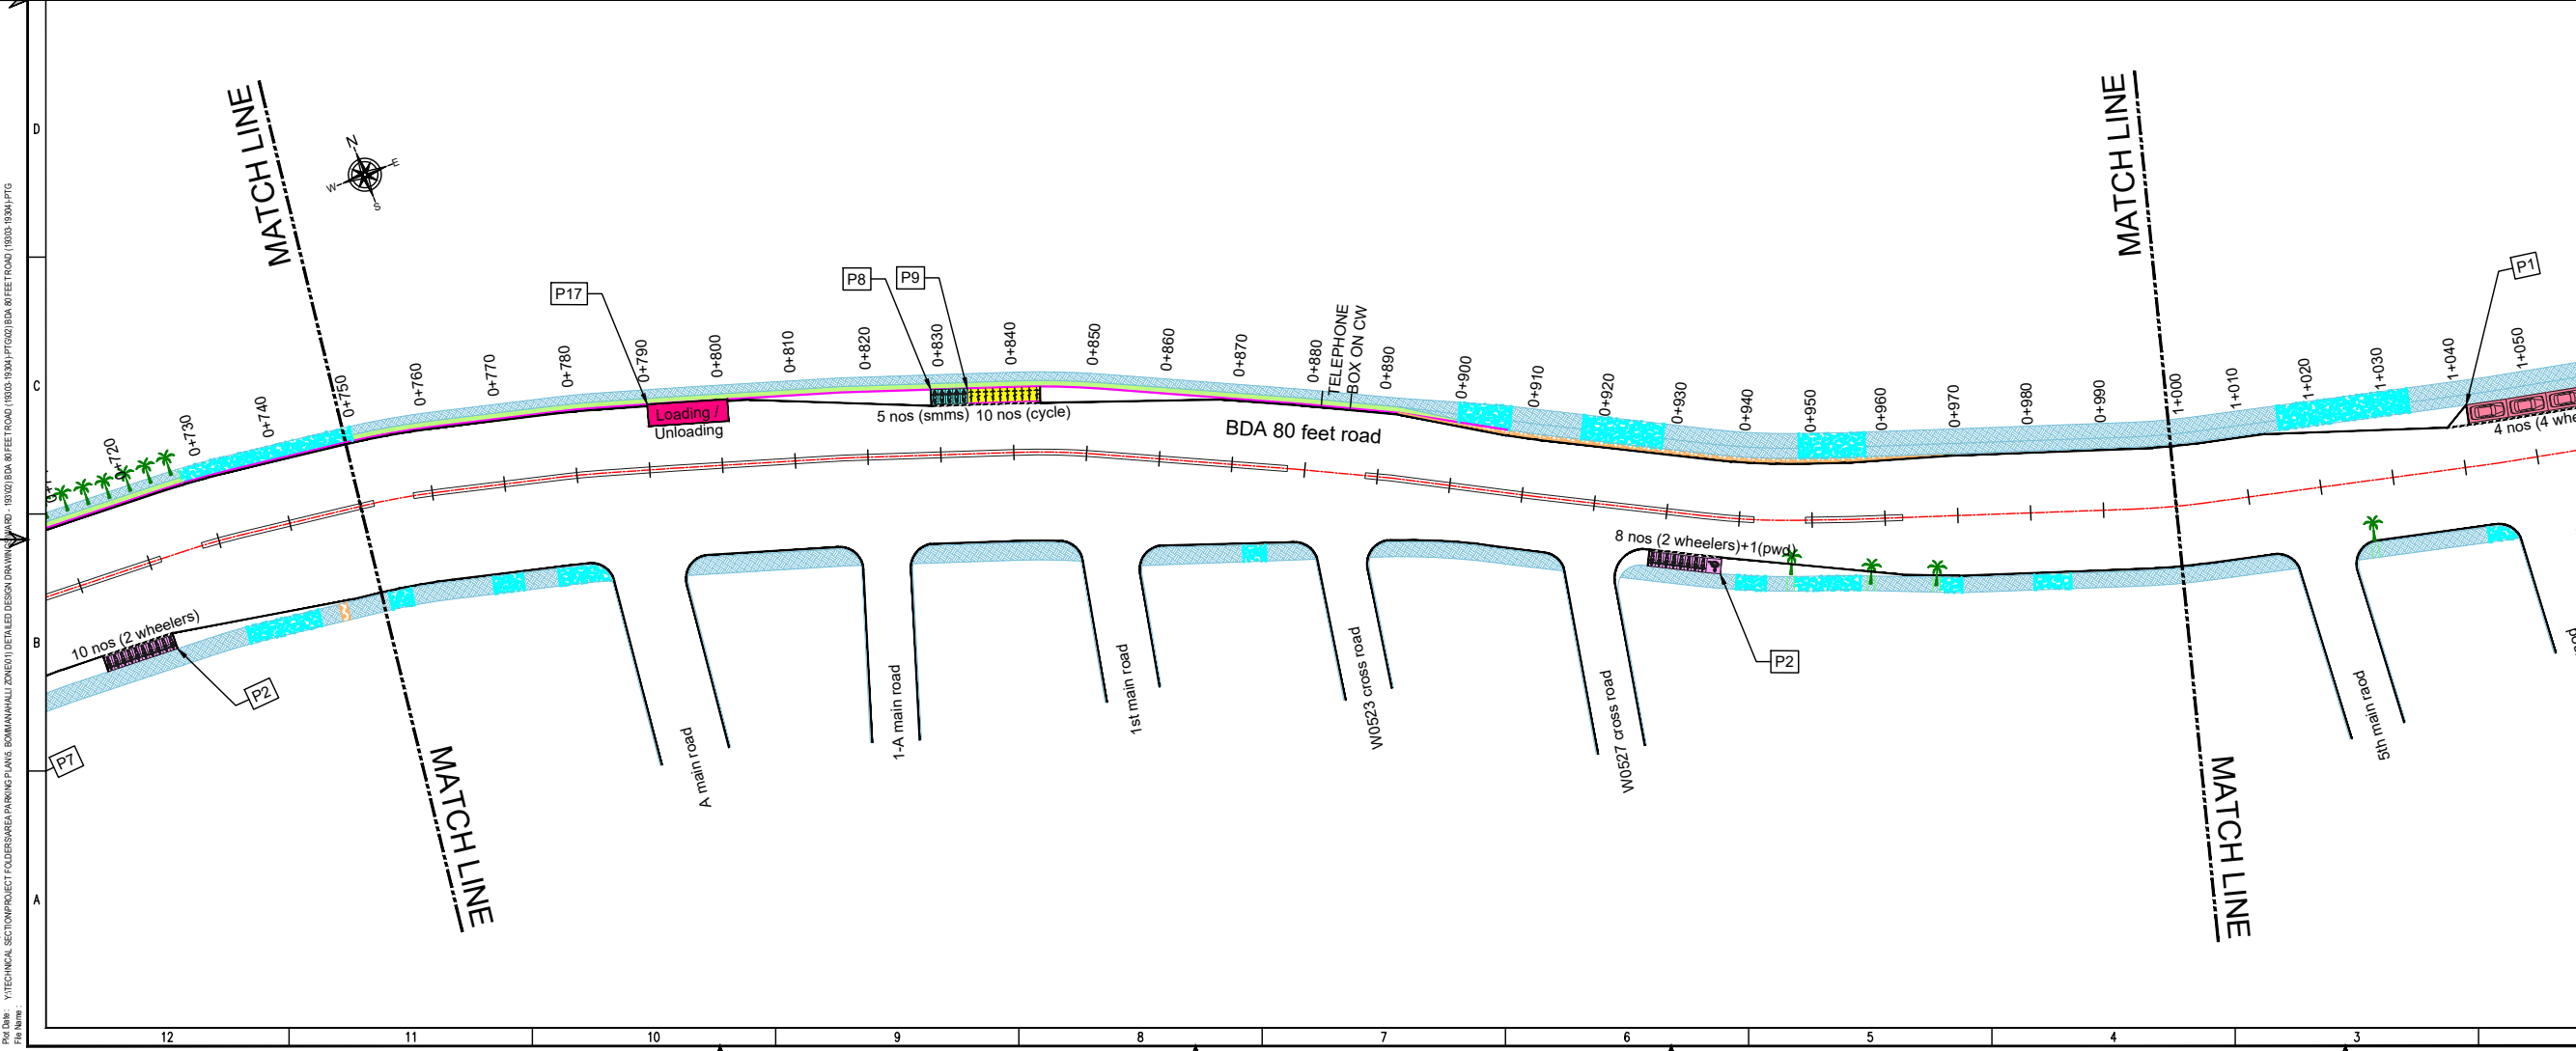 MATCH LINE
MATCH LINE
N
E
W
S
D
P17
P8
P9
P1
C
0+720
0+730
0+740
0+750
0+760
0+770
0+780
0+790
0+800
0+810
0+820
0+830
0+840
0+850
0+860
0+870
0+880
TELEPHONE
BOX ON CW
0+890
0+900
0+910
0+920
0+930
0+940
0+950
0+960
0+970
0+980
0+990
1+000
1+010
1+020
1+030
1+040
1+050
Loading /
Unloading
5 nos (smms)
10 nos (cycle)
BDA 80 feet road
4 nos (4 whe
8 nos (2 wheelers)+1(pwd)
10 nos (2 wheelers)
B
P2
P2
P7
A main road
1-A main road
1st main road
W0523 cross road
W0527 cross road
5th main raod
MATCH LINE
MATCH LINE
A
12
11
10
9
8
7
6
5
4
3
Plot Date :
File Name :